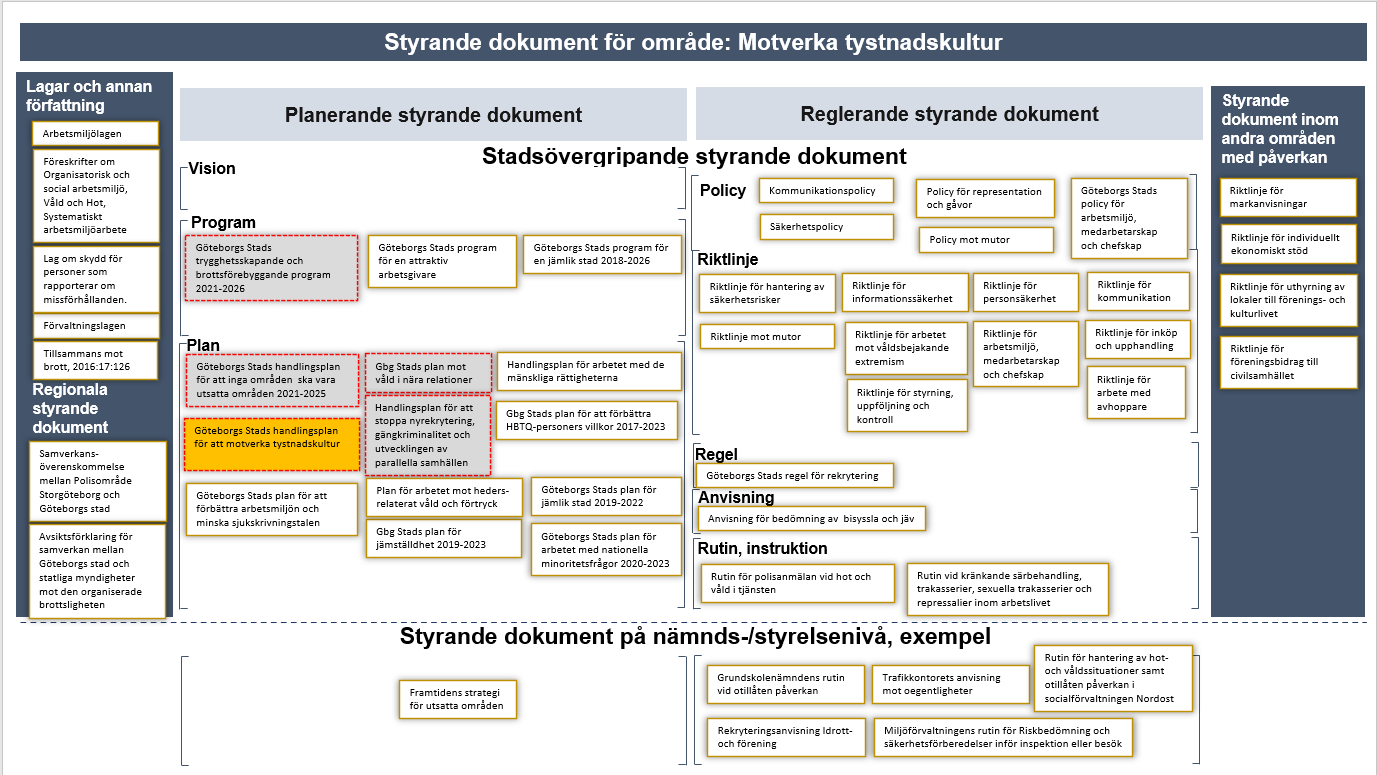 Styrande dokument för område: Motverka tystnadskultur
Lagar och annan
författning
Arbetsmiljölagen
Föreskrifter om
Organisatorisk och
social arbetsmiljö,
Våld och Hot,
Systematiskt
arbetsmiljöarbete
Lag om skydd för
personer som
rapporterar om
missförhållanden.
Förvaltningslagen
Tillsammans mot
brott, 2016:17:126
Regionala
styrande
dokument
Samverkans-
överenskommelse
mellan Polisområde
Storgöteborg och
Göteborgs stad
Avsiktsförklaring för
samverkan mellan
Göteborg stad och
statliga myndigheter
mot den organiserade
brottsligheten
Planerande styrande dokument
Reglerande styrande dokument
Stadsövergripande styrande dokument
Vision
Program
Göteborgs Stads
trygghetsskapande och
brottsförebyggande program
2021-2026
Göteborgs Stads program
för en attraktiv
arbetsgivare
Göteborgs Stads program för
en jämlik stad 2018-2026
Plan
Göteborgs Stads handlingsplan
för att inga områden ska vara
utsatta områden 2021-2025
Gbg Stads plan mot
våld i nära relationer
Handlingsplan för arbetet med de
mänskliga rättigheterna
Göteborgs Stads handlingsplan
för att motverka tystnadskultur
Handlingsplan för att
stoppa nyrekrytering,
gängkriminalitet och
utvecklingen av
parallella samhällen
Gbg Stads plan för att förbättra
HBTQ-personers villkor 2017-2023
Göteborgs Stads plan för att
förbättra arbetsmiljön och
minska sjukskrivningstalen
Plan för arbetet mot heders-
relaterat våld och förtryck
Göteborgs Stads plan för
jämlik stad 2019-2022
Gbg Stads plan för
jämställdhet 2019-2023
Göteborgs Stads plan för
arbetet med nationella
minoritetsfrågor 2020-2023
Policy
Kommunikationspolicy
Policy för representation
och gåvor
Göteborgs Stads
policy för
arbetsmiljö,
medarbetarskap
och chefskap
Säkerhetspolicy
Policy mot mutor
Riktlinje
Riktlinje för hantering av
säkerhetsrisker
Riktlinje för
informationssäkerhet
Riktlinje för
personsäkerhet
Riktlinje för
kommunikation
Riktlinje mot mutor
Riktlinje för arbetet
mot våldsbejakande
extremism
Riktlinje för
arbetsmiljö,
medarbetarskap
och chefskap
Riktlinje för inköp
och upphandling
Riktlinje för styrning,
uppföljning och
kontroll
Riktlinje för
arbete med
avhoppare
Regel
Göteborgs Stads regel för rekrytering
Anvisning
Anvisning för bedömning av bisyssla och jäv
Rutin, instruktion
Rutin för polisanmälan vid hot och
våld i tjänsten
Rutin vid kränkande särbehandling,
trakasserier, sexuella trakasserier och
repressalier inom arbetslivet
Styrande
dokument inom
andra områden
med påverkan
Riktlinje för
markanvisningar
Riktlinje för individuellt
ekonomiskt stöd
Riktlinje för uthyrning av
lokaler till förenings- och
kulturlivet
Riktlinje för
föreningsbidrag till
civilsamhället
Styrande dokument på nämnds-/styrelsenivå, exempel
Framtidens strategi
för utsatta områden
Grundskolenämndens rutin
vid otillåten påverkan
Trafikkontorets anvisning
mot oegentligheter
Rutin för hantering av hot-
och våldssituationer samt
otillåten påverkan i
socialförvaltningen Nordost
Rekryteringsanvisning Idrott-
och förening
Miljöförvaltningens rutin för Riskbedömning och
säkerhetsförberedelser inför inspektion eller besök